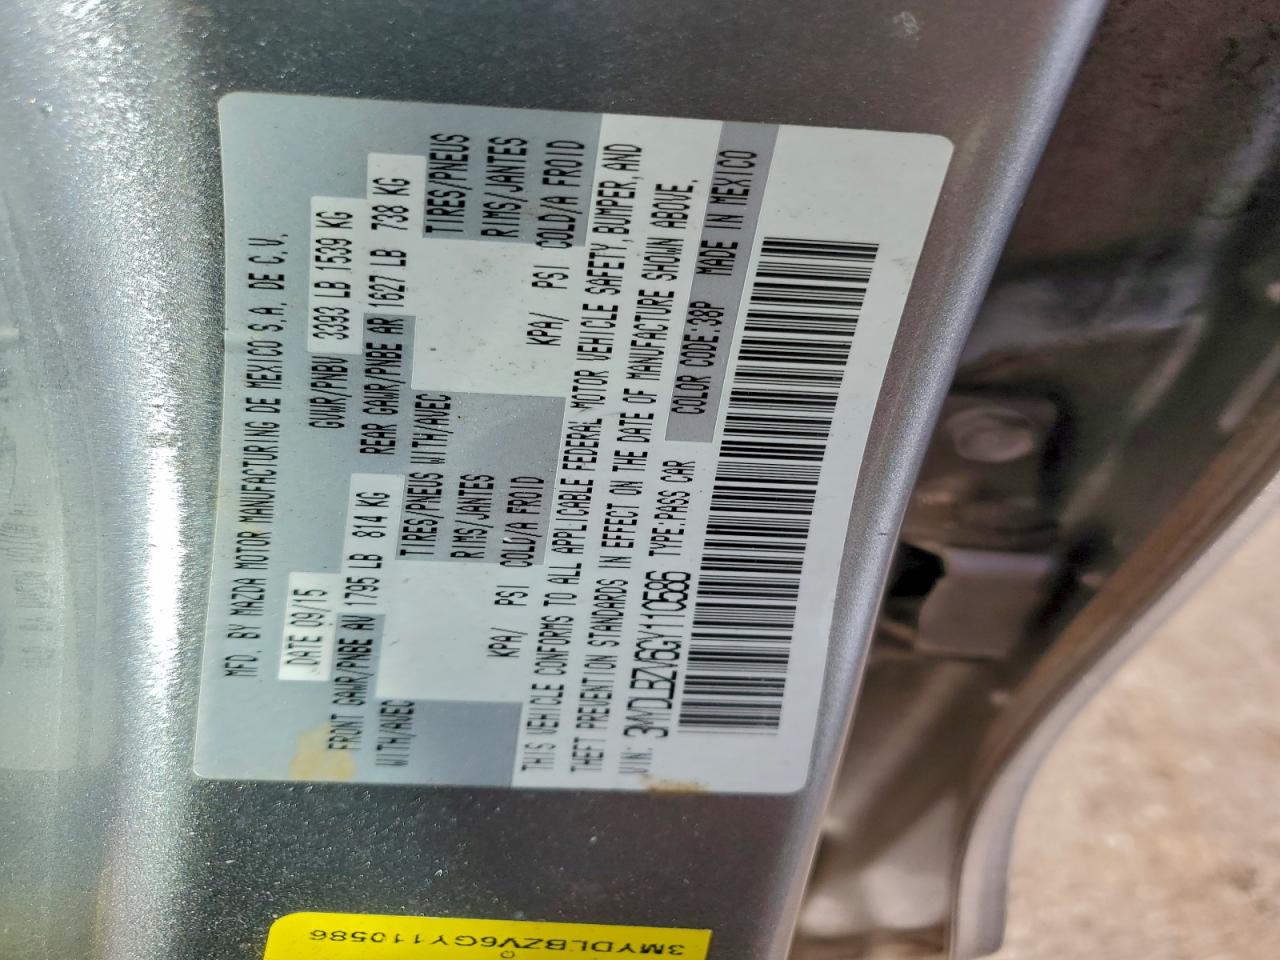 MFD. BY MAZDA MOTOR MANUFACTURING DE MEXICO S.A. DE C.V.
DATE 09/15 GVWR/PNBV 3393 LB 1539 KG
FRONT GAWR/PNBE AV 1795 LB 814 KG REAR GAWR/PNBE AR 1627 LB 738 KG
WITH/AVEC TIRES/PNEUS WITH/AVEC TIRES/PNEUS
RIMS/JANTES RIMS/JANTES
KPA/ PSI COLD/A FROID KPA/ PSI COLD/A FROID
THIS VEHICLE CONFORMS TO ALL APPLICABLE FEDERAL MOTOR VEHICLE SAFETY, BUMPER, AND
THEFT PREVENTION STANDARDS IN EFFECT ON THE DATE OF MANUFACTURE SHOWN ABOVE.
VIN: 3MYDLBZV6GY110586 TYPE:PASS CAR COLOR CODE:38P MADE IN MEXICO
3MYDLBZV6GY110586